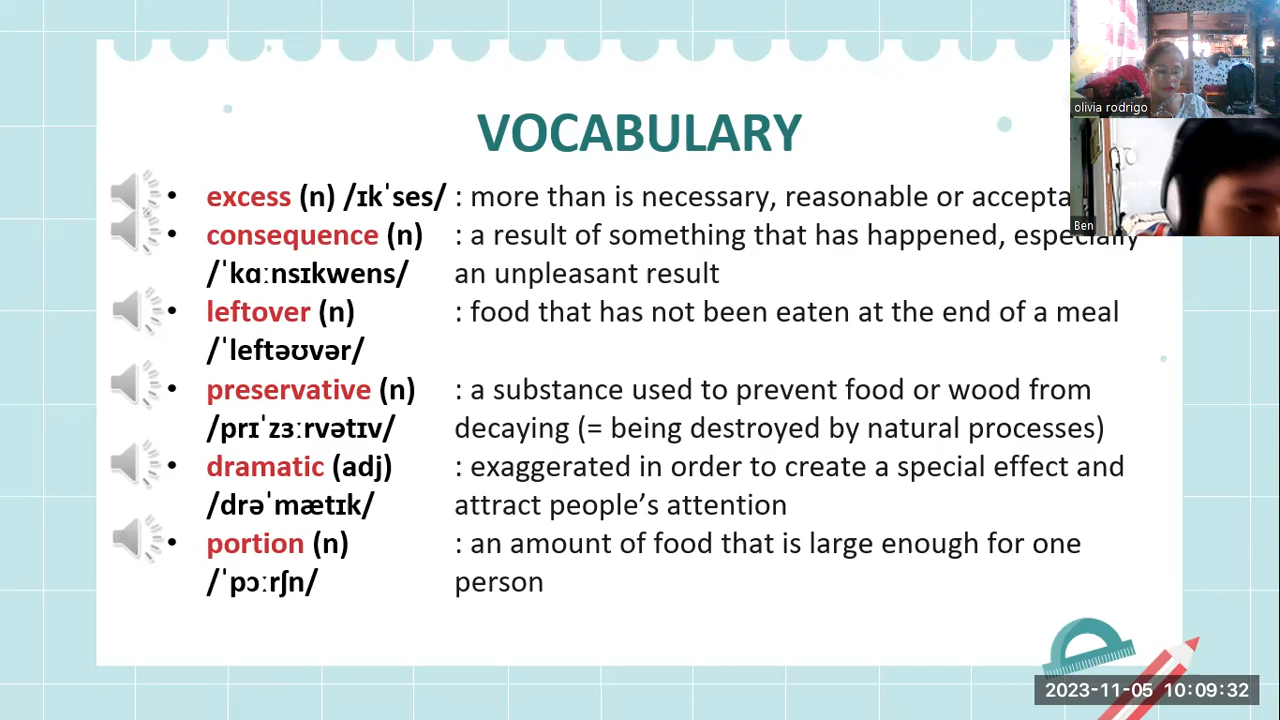 VOCABULARY
• excess (n) /ɪkˈses/ : more than is necessary, reasonable or
• consequence (n) : a result of something that has happened, especially
/ˈkɑːnsɪkwens/ an unpleasant result
• leftover (n) : food that has not been eaten at the end of a meal
/ˈleftəʊvər/
• preservative (n) : a substance used to prevent food or wood from
/prɪˈzɜːrvətɪv/ decaying (= being destroyed by natural processes)
• dramatic (adj) : exaggerated in order to create a special effect and
/drəˈmætɪk/ attract people’s attention
• portion (n) : an amount of food that is large enough for one
/ˈpɔːrʃn/ person
olivia rodrigo
Ben
2023-11-05 10:09:32